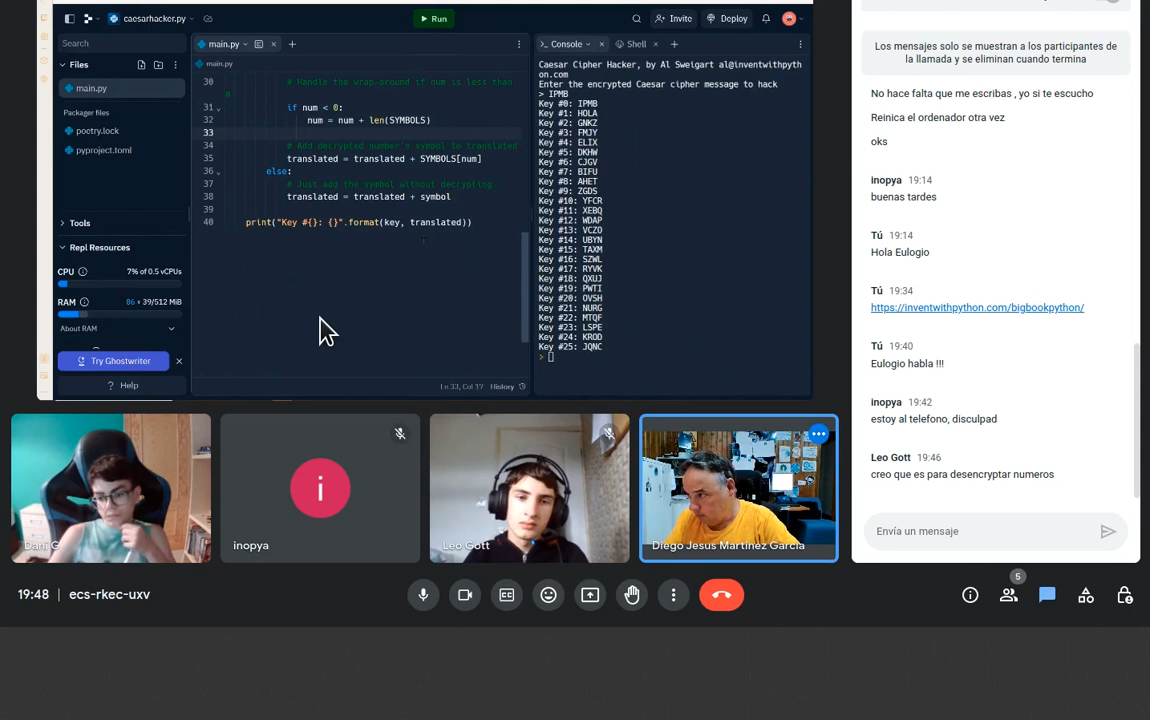 caesarhacker.py
Run
Invite
Deploy
Search
Files
main.py
Packager files
poetry.lock
pyproject.toml
Tools
Repl Resources
CPU
7% of 0.5 vCPUs
RAM
86 • 39/512 MiB
About RAM
Try Ghostwriter
Help
main.py
main.py
30 # Handle the wrap-around if num is less than
0
31 if num < 0:
32 num = num + len(SYMBOLS)
33
34 # Add decrypted number's symbol to translated
35 translated = translated + SYMBOLS[num]
36 else:
37 # Just add the symbol without decrypting
38 translated = translated + symbol
39
40 print("Key #{}: {}".format(key, translated))
Ln 33, Col 17 History
Console
Shell
Caesar Cipher Hacker, by Al Sweigart al@inventwithpyth
on.com
Enter the encrypted Caesar cipher message to hack
> IPMB
Key #0: IPMB
Key #1: HOLA
Key #2: GNKZ
Key #3: FMJY
Key #4: ELIX
Key #5: DKHW
Key #6: CJGV
Key #7: BIFU
Key #8: AHET
Key #9: ZGDS
Key #10: YFCR
Key #11: XEBQ
Key #12: WDAP
Key #13: VCZO
Key #14: UBYN
Key #15: TAXM
Key #16: SZWL
Key #17: RYVK
Key #18: QXUJ
Key #19: PWTI
Key #20: OVSH
Key #21: NURG
Key #22: MTQF
Key #23: LSPE
Key #24: KROD
Key #25: JQNC
>
Dani G
i
inopya
Leo Gott
Diego Jesus Martinez Garcia
19:48 | ecs-rkec-uxv
5
Los mensajes solo se muestran a los participantes de
la llamada y se eliminan cuando termina
No hace falta que me escribas , yo si te escucho
Reinica el ordenador otra vez
oks
inopya 19:14
buenas tardes
Tú 19:14
Hola Eulogio
Tú 19:34
https://inventwithpython.com/bigbookpython/
Tú 19:40
Eulogio habla !!!
inopya 19:42
estoy al telefono, disculpad
Leo Gott 19:46
creo que es para desencryptar numeros
Envía un mensaje